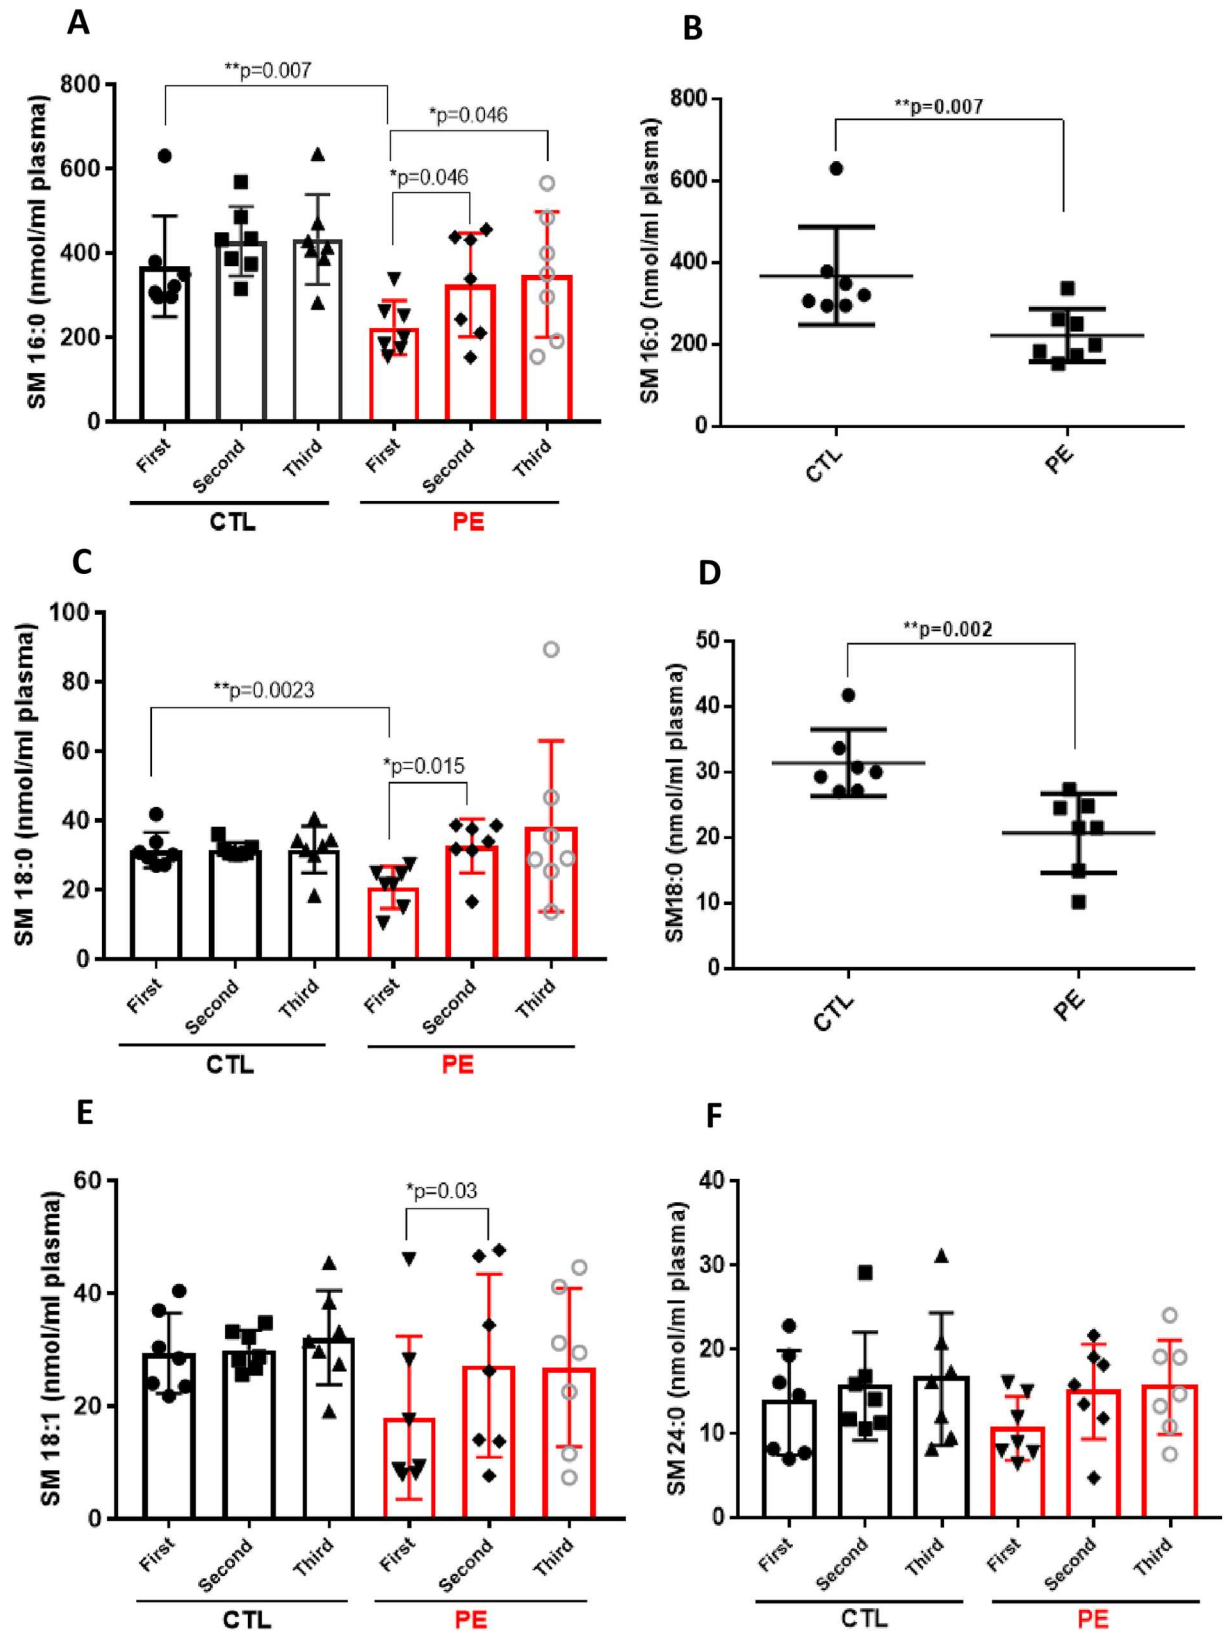 A
**p=0.007
*p=0.046
*p=0.046
SM 16:0 (nmol/ml plasma)
800
600
400
200
0
First
Second
Third
First
Second
Third
CTL
PE
B
**p=0.007
SM 16:0 (nmol/ml plasma)
800
600
400
200
0
CTL
PE
C
**p=0.0023
*p=0.015
SM 18:0 (nmol/ml plasma)
100
80
60
40
20
0
First
Second
Third
First
Second
Third
CTL
PE
D
**p=0.002
SM18:0 (nmol/ml plasma)
50
40
30
20
10
0
CTL
PE
E
*p=0.03
SM 18:1 (nmol/ml plasma)
60
40
20
0
First
Second
Third
First
Second
Third
CTL
PE
F
SM 24:0 (nmol/ml plasma)
40
30
20
10
0
First
Second
Third
First
Second
Third
CTL
PE